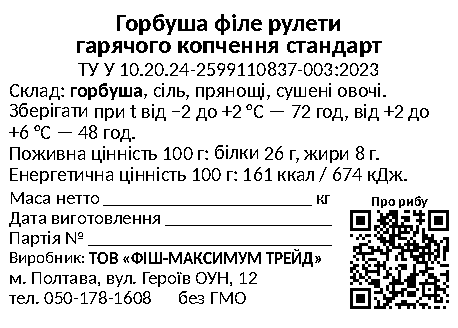 Горбуша філе рулети
гарячого копчення стандарт
ТУ У 10.20.24-2599110837-003:2023
Склад: горбуша, сіль, прянощі, сушені овочі.
Зберігати при t від −2 до +2 °C — 72 год, від +2 до
+6 °C — 48 год.
Поживна цінність 100 г: білки 26 г, жири 8 г.
Енергетична цінність 100 г: 161 ккал / 674 кДж.
Маса нетто ______________________ кг
Дата виготовлення __________________
Партія № __________________________
Про рибу
Виробник: ТОВ «ФІШ-МАКСИМУМ ТРЕЙД»
м. Полтава, вул. Героїв ОУН, 12
тел. 050-178-1608 без ГМО